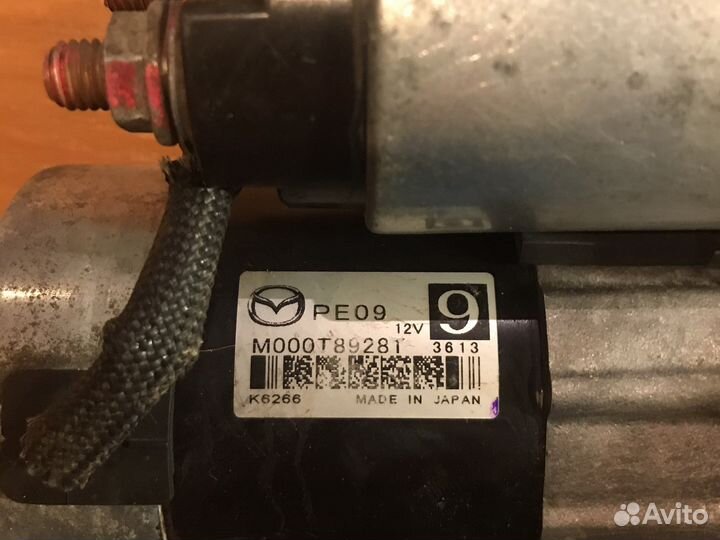 PE09
12V
9
M000T89281
3613
K6266 MADE IN JAPAN
Avito